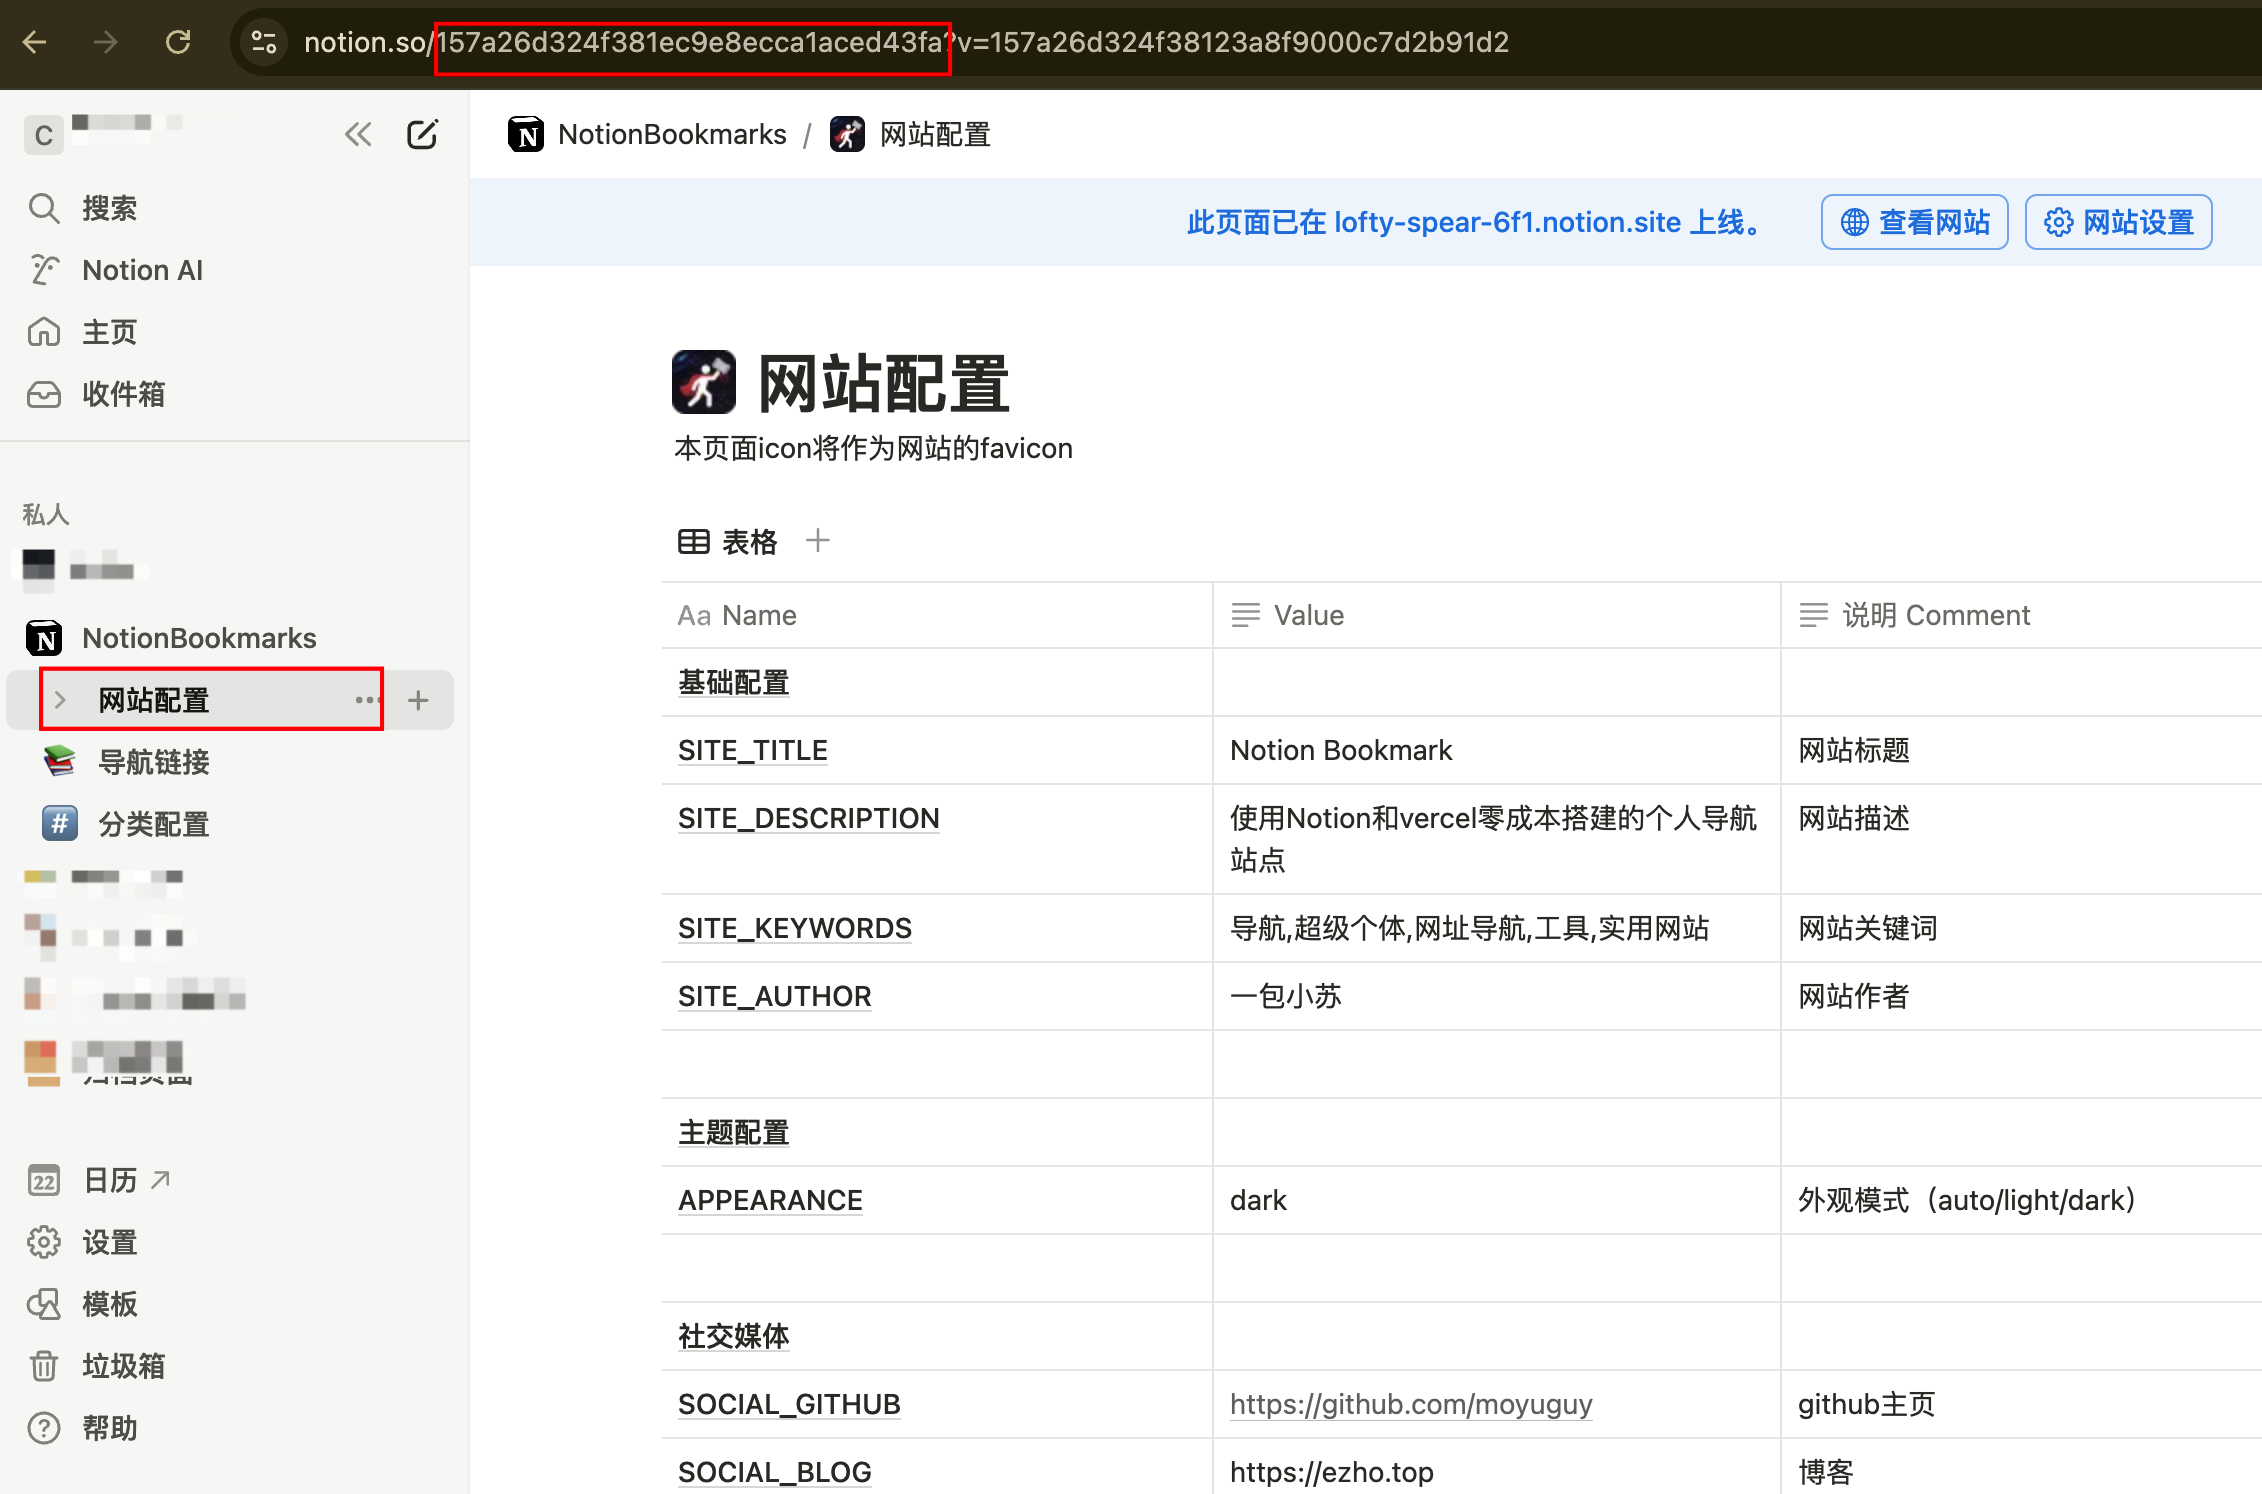 notion.so/157a26d324f381ec9e8ecca1aced43fa?v=157a26d324f38123a8f9000c7d2b91d2
C
搜索
Notion AI
主页
收件箱
私人
NotionBookmarks
网站配置
导航链接
分类配置
归档页面
22 日历
设置
模板
垃圾箱
帮助
NotionBookmarks / 网站配置
此页面已在 lofty-spear-6f1.notion.site 上线。 查看网站 网站设置
网站配置
本页面icon将作为网站的favicon
表格
Aa Name Value 说明 Comment
基础配置
SITE_TITLE Notion Bookmark 网站标题
SITE_DESCRIPTION 使用Notion和vercel零成本搭建的个人导航 网站描述
站点
SITE_KEYWORDS 导航,超级个体,网址导航,工具,实用网站 网站关键词
SITE_AUTHOR 一包小苏 网站作者
主题配置
APPEARANCE dark 外观模式（auto/light/dark）
社交媒体
SOCIAL_GITHUB https://github.com/moyuguy github主页
SOCIAL_BLOG https://ezho.top 博客